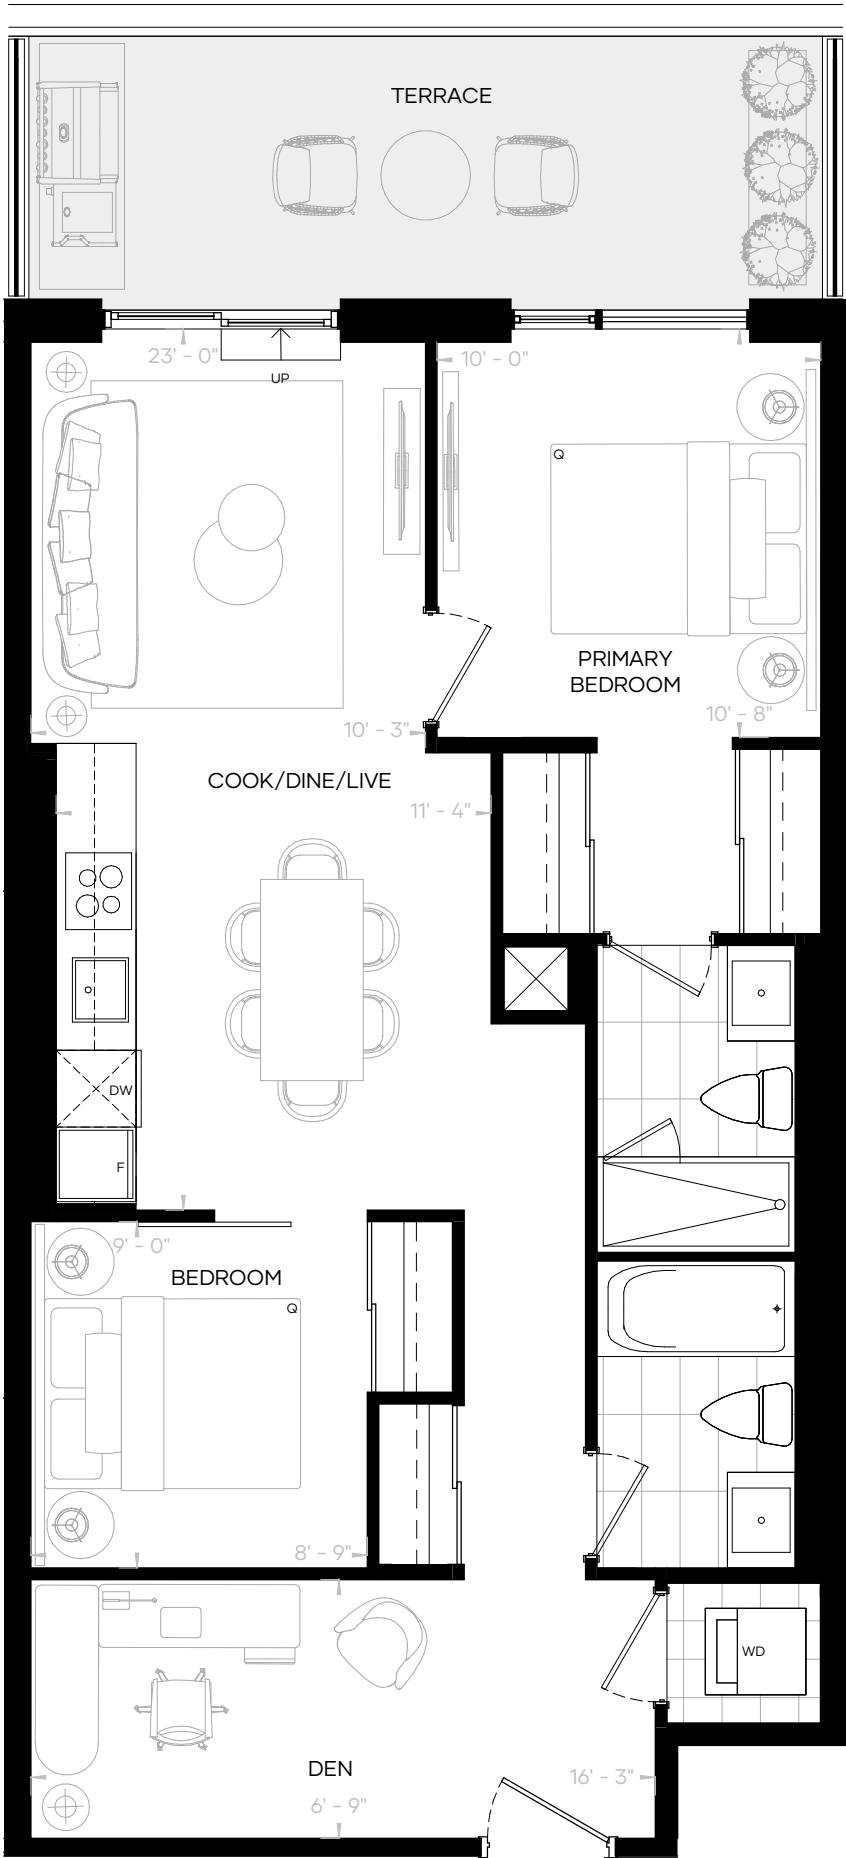 TERRACE
23' - 0"
UP
10' - 0"
Q
PRIMARY
BEDROOM
10' - 8"
10' - 3"
COOK/DINE/LIVE
11' - 4"
DW
F
9' - 0"
BEDROOM
Q
8' - 9"
WD
DEN
16' - 3"
6' - 9"